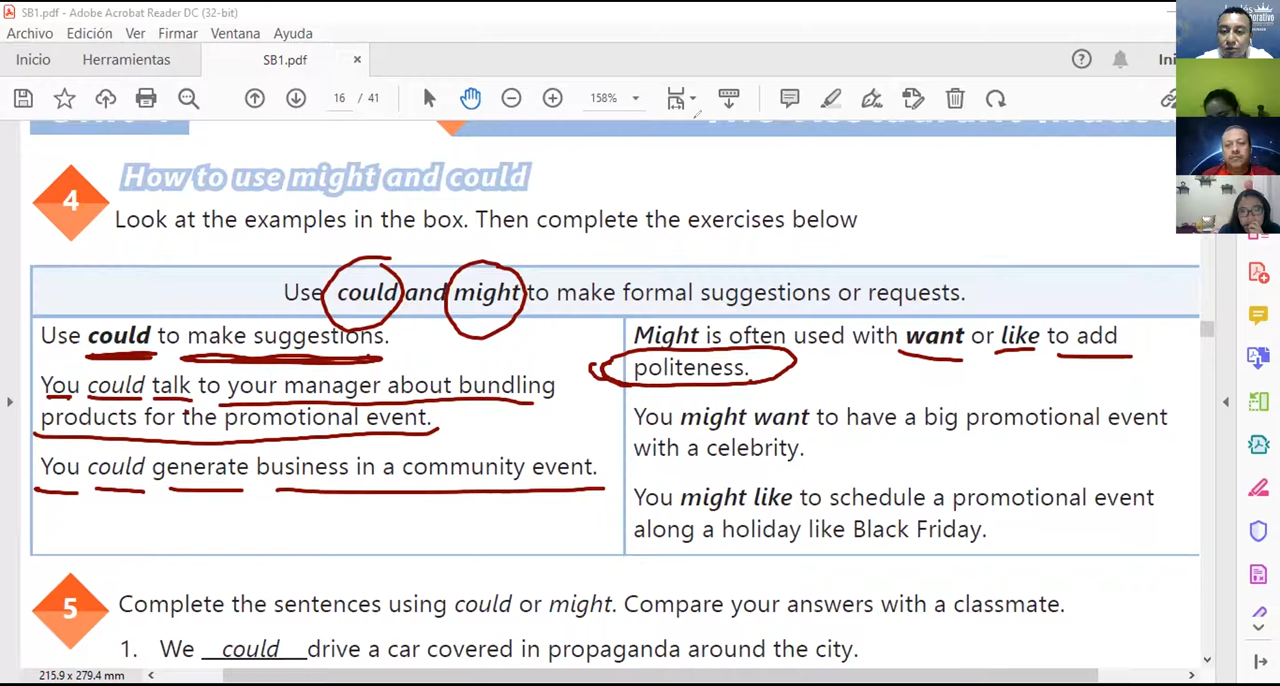 SB1.pdf - Adobe Acrobat Reader DC (32-bit)
Archivo Edición Ver Firmar Ventana Ayuda
Inicio Herramientas SB1.pdf ×
16 / 41 158%
How to use might and could
4
Look at the examples in the box. Then complete the exercises below
Use could and might to make formal suggestions or requests.
Use could to make suggestions.
You could talk to your manager about bundling
products for the promotional event.
You could generate business in a community event.
Might is often used with want or like to add
politeness.
You might want to have a big promotional event
with a celebrity.
You might like to schedule a promotional event
along a holiday like Black Friday.
5
Complete the sentences using could or might. Compare your answers with a classmate.
1. We __could__drive a car covered in propaganda around the city.
215.9 x 279.4 mm